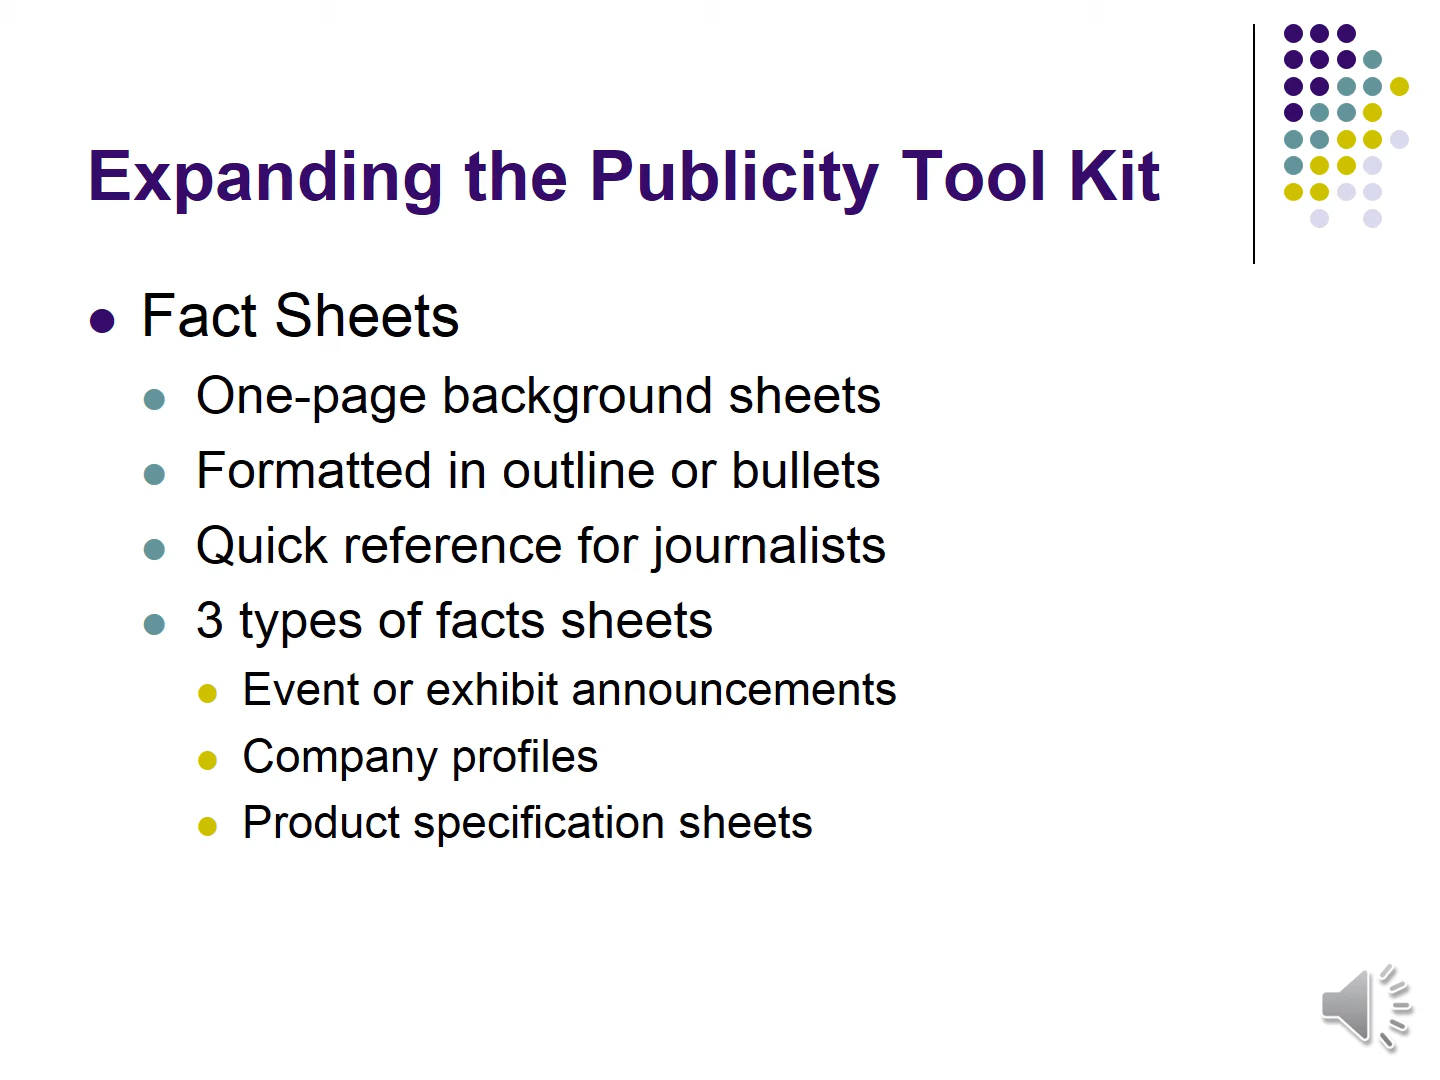 Expanding the Publicity Tool Kit
Fact Sheets
One-page background sheets
Formatted in outline or bullets
Quick reference for journalists
3 types of facts sheets
Event or exhibit announcements
Company profiles
Product specification sheets